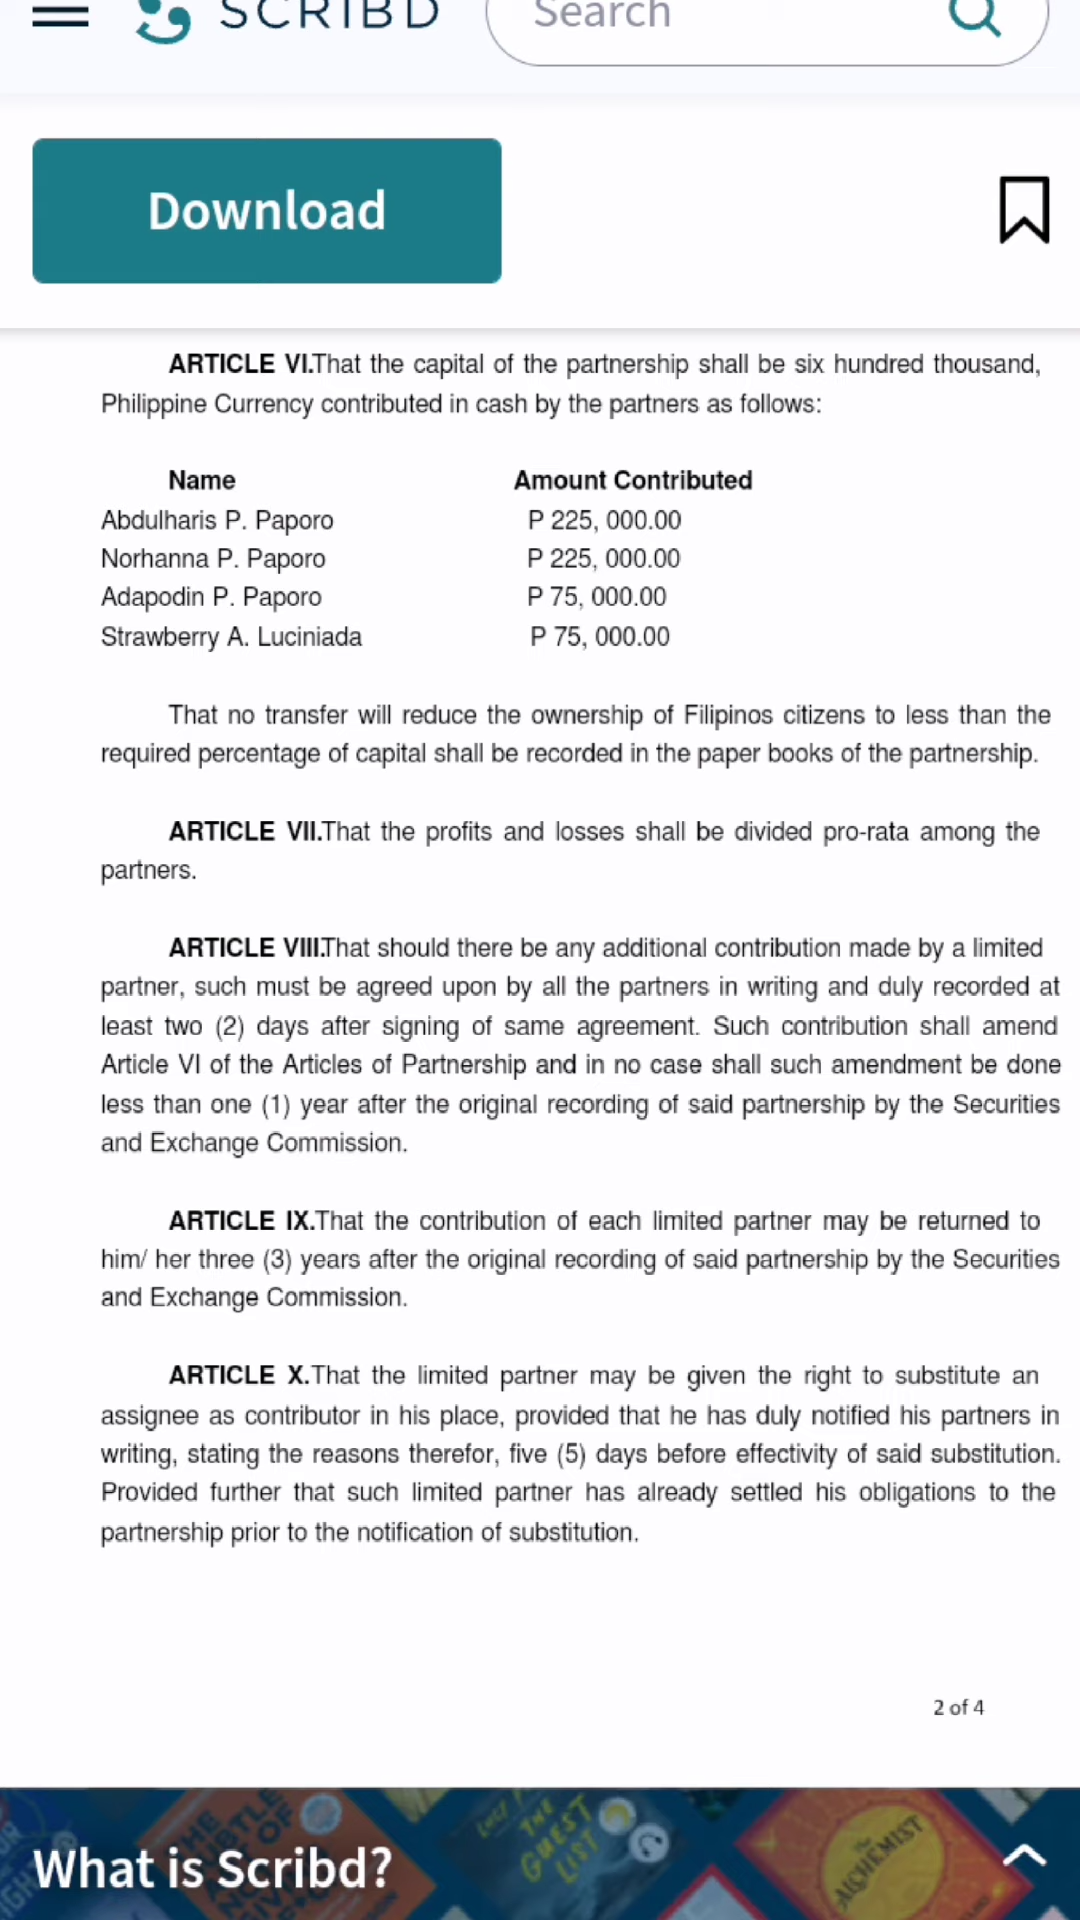 SCRIBD
Search
Download
ARTICLE VI.That the capital of the partnership shall be six hundred thousand,
Philippine Currency contributed in cash by the partners as follows:
Name Amount Contributed
Abdulharis P. Paporo P 225, 000.00
Norhanna P. Paporo P 225, 000.00
Adapodin P. Paporo P 75, 000.00
Strawberry A. Luciniada P 75, 000.00
That no transfer will reduce the ownership of Filipinos citizens to less than the
required percentage of capital shall be recorded in the paper books of the partnership.
ARTICLE VII.That the profits and losses shall be divided pro-rata among the
partners.
ARTICLE VIII.That should there be any additional contribution made by a limited
partner, such must be agreed upon by all the partners in writing and duly recorded at
least two (2) days after signing of same agreement. Such contribution shall amend
Article VI of the Articles of Partnership and in no case shall such amendment be done
less than one (1) year after the original recording of said partnership by the Securities
and Exchange Commission.
ARTICLE IX.That the contribution of each limited partner may be returned to
him/ her three (3) years after the original recording of said partnership by the Securities
and Exchange Commission.
ARTICLE X.That the limited partner may be given the right to substitute an
assignee as contributor in his place, provided that he has duly notified his partners in
writing, stating the reasons therefor, five (5) days before effectivity of said substitution.
Provided further that such limited partner has already settled his obligations to the
partnership prior to the notification of substitution.
2 of 4
THE
GUEST
LIST
The
ALCHEMIST
What is Scribd?